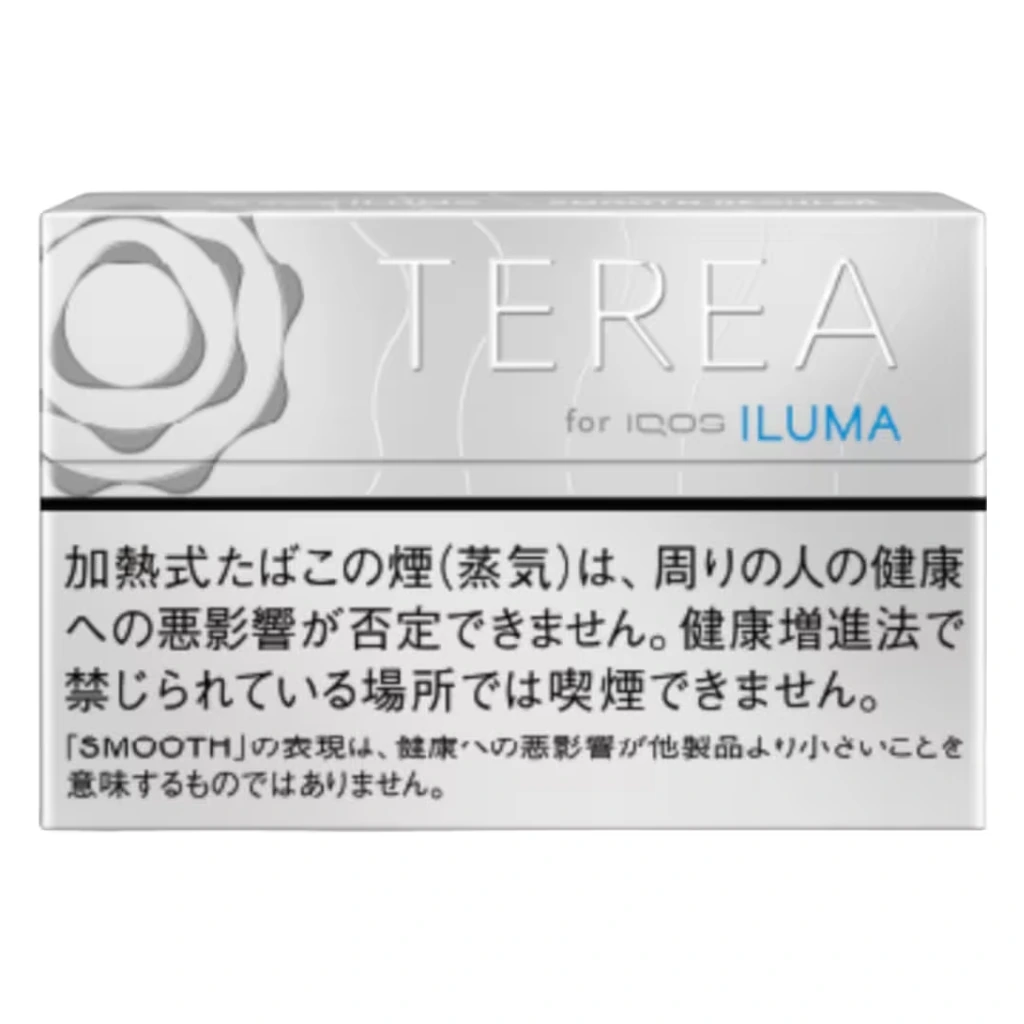 ILUMA SMOOTH REGULAR
TEREA
for IQOS ILUMA
加熱式たばこの煙(蒸気)は、周りの人の健康
への悪影響が否定できません。健康増進法で
禁じられている場所では喫煙できません。
「SMOOTH」の表現は、健康への悪影響が他製品より小さいことを
意味するものではありません。